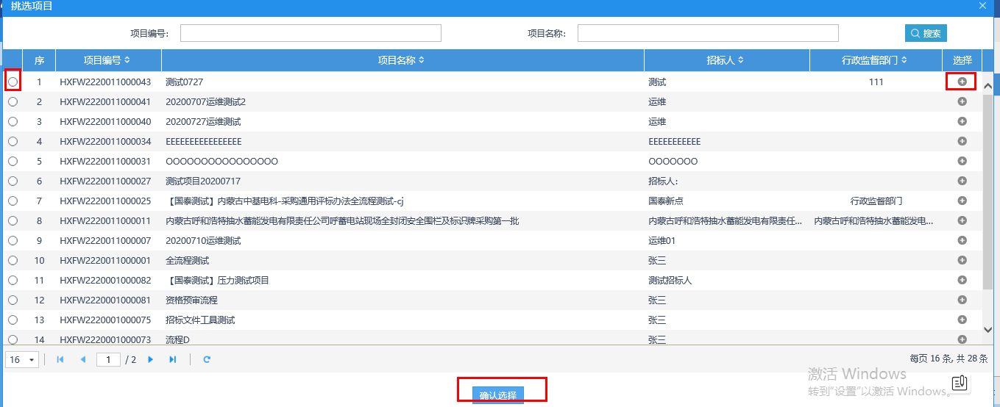 挑选项目
项目编号： 项目名称： 搜索
序 项目编号 项目名称 招标人 行政监督部门 选择
1 HXFW2220011000043 测试0727 测试 111
2 HXFW2220011000041 20200707运维测试2 运维
3 HXFW2220011000040 20200727运维测试 运维
4 HXFW2220011000034 EEEEEEEEEEEEEEEE EEEEEEEEEEE
5 HXFW2220011000031 OOOOOOOOOOOOOOOO OOOOOOO
6 HXFW2220011000027 测试项目20200717 招标人：
7 HXFW2220011000025 【国泰测试】内蒙古中基电科-采购通用评标办法全流程测试-cj 国泰新点 行政监督部门
8 HXFW2220011000011 内蒙古呼和浩特抽水蓄能发电有限责任公司呼蓄电站现场全封闭安全围栏及标识牌采购第一批 内蒙古呼和浩特抽水蓄能发电有限责任... 内蒙古呼和浩特抽水蓄能发电...
9 HXFW2220011000007 20200710运维测试 运维01
10 HXFW2220011000001 全流程测试 张三
11 HXFW2220001000082 【国泰测试】压力测试项目 测试招标人
12 HXFW2220001000081 资格预审流程 张三
13 HXFW2220001000075 招标文件工具测试 张三
14 HXFW2220001000073 流程D 张三
16 1 / 2 每页 16 条, 共 28 条
激活 Windows
转到"设置"以激活 Windows。
确认选择